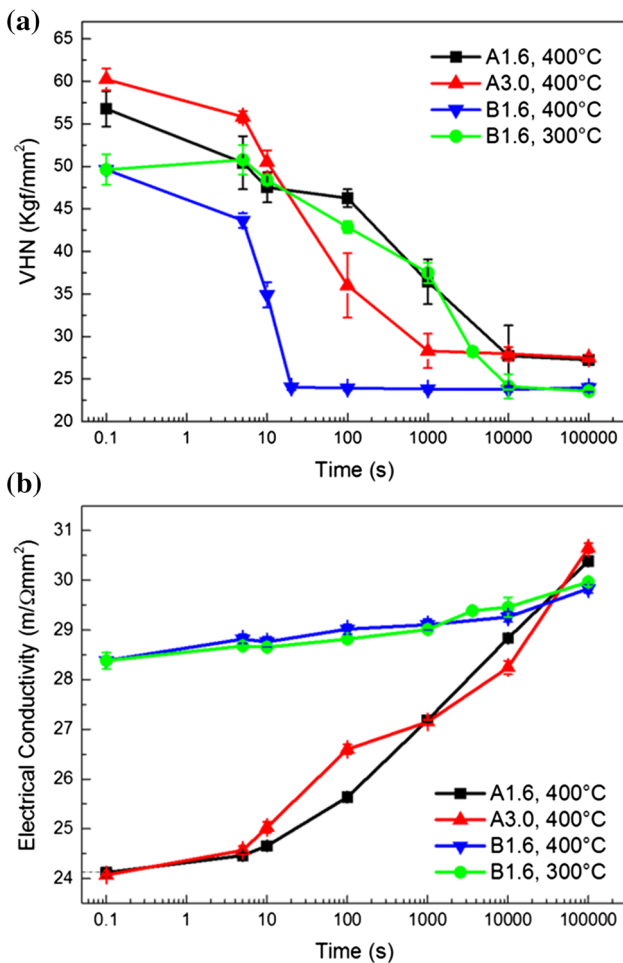 (a)
65
60
55
50
45
40
35
30
25
20
VHN (Kgf/mm²)
A1.6, 400°C
A3.0, 400°C
B1.6, 400°C
B1.6, 300°C
0.1 1 10 100 1000 10000 100000
Time (s)
(b)
31
30
29
28
27
26
25
24
Electrical Conductivity (m/Ωmm²)
A1.6, 400°C
A3.0, 400°C
B1.6, 400°C
B1.6, 300°C
0.1 1 10 100 1000 10000 100000
Time (s)